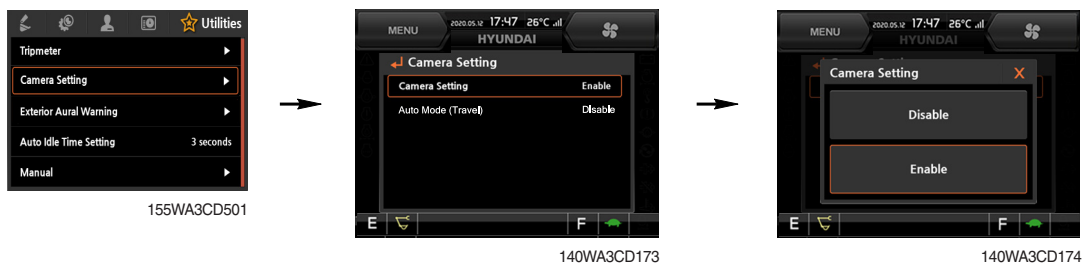 Utilities
Tripmeter
Camera Setting
Exterior Aural Warning
Auto Idle Time Setting 3 seconds
Manual
155WA3CD501
MENU 2020.05.12 17:47 26°C
HYUNDAI
Camera Setting
Camera Setting Enable
Auto Mode (Travel) Disable
E F
140WA3CD173
MENU 2020.05.12 17:47 26°C
HYUNDAI
Camera Setting X
Disable
Enable
E F
140WA3CD174